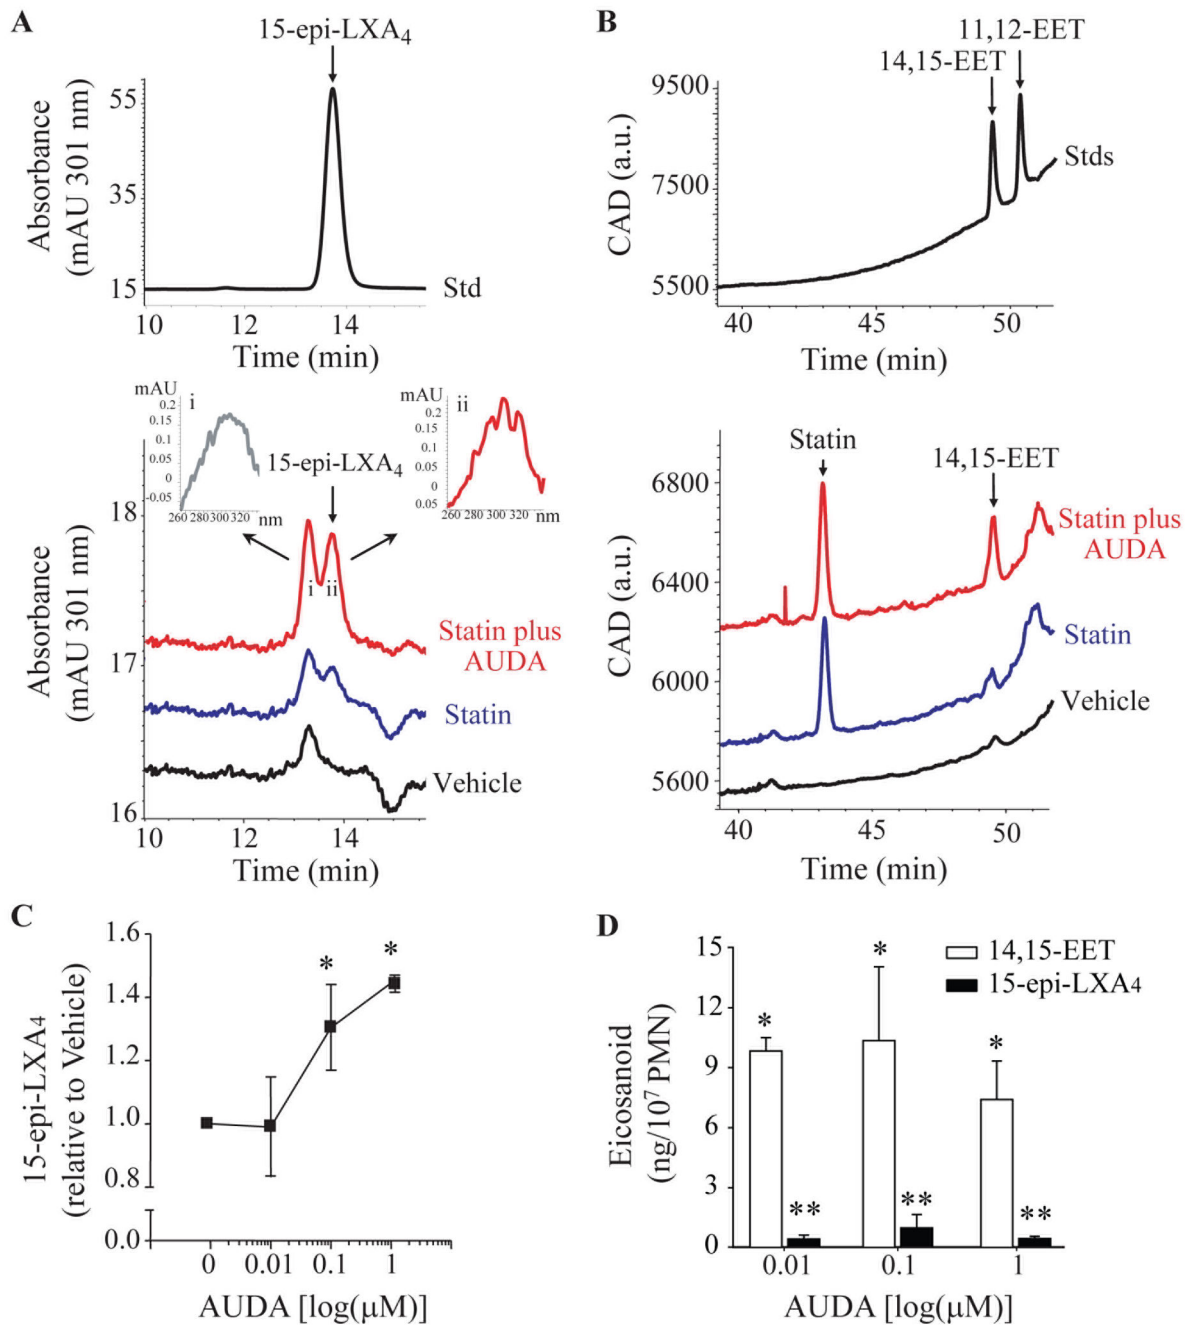 A
15-epi-LXA4
Absorbance
(mAU 301 nm)
55
35
15
Std
10 12 14
Time (min)
B
11,12-EET
14,15-EET
CAD (a.u.)
9500
7500
5500
Stds
40 45 50
Time (min)
mAU
i
0.2
0.15
0.1
0.05
0
-0.05
260 280 300 320 nm
15-epi-LXA4
mAU
ii
0.2
0.15
0.1
0.05
0
0.05
260 280 300 320 nm
Absorbance
(mAU 301 nm)
18
17
16
i ii
Statin plus
AUDA
Statin
Vehicle
10 12 14
Time (min)
CAD (a.u.)
6800
6400
6000
5600
Statin
14,15-EET
Statin plus
AUDA
Statin
Vehicle
40 45 50
Time (min)
C
15-epi-LXA4
(relative to Vehicle)
1.6
1.4
1.2
1.0
0.8
0.0
* *
0 0.01 0.1 1
AUDA [log(μM)]
D
Eicosanoid
(ng/10⁷ PMN)
15
12
9
6
3
0
14,15-EET
15-epi-LXA4
* * *
** ** **
0.01 0.1 1
AUDA [log(μM)]